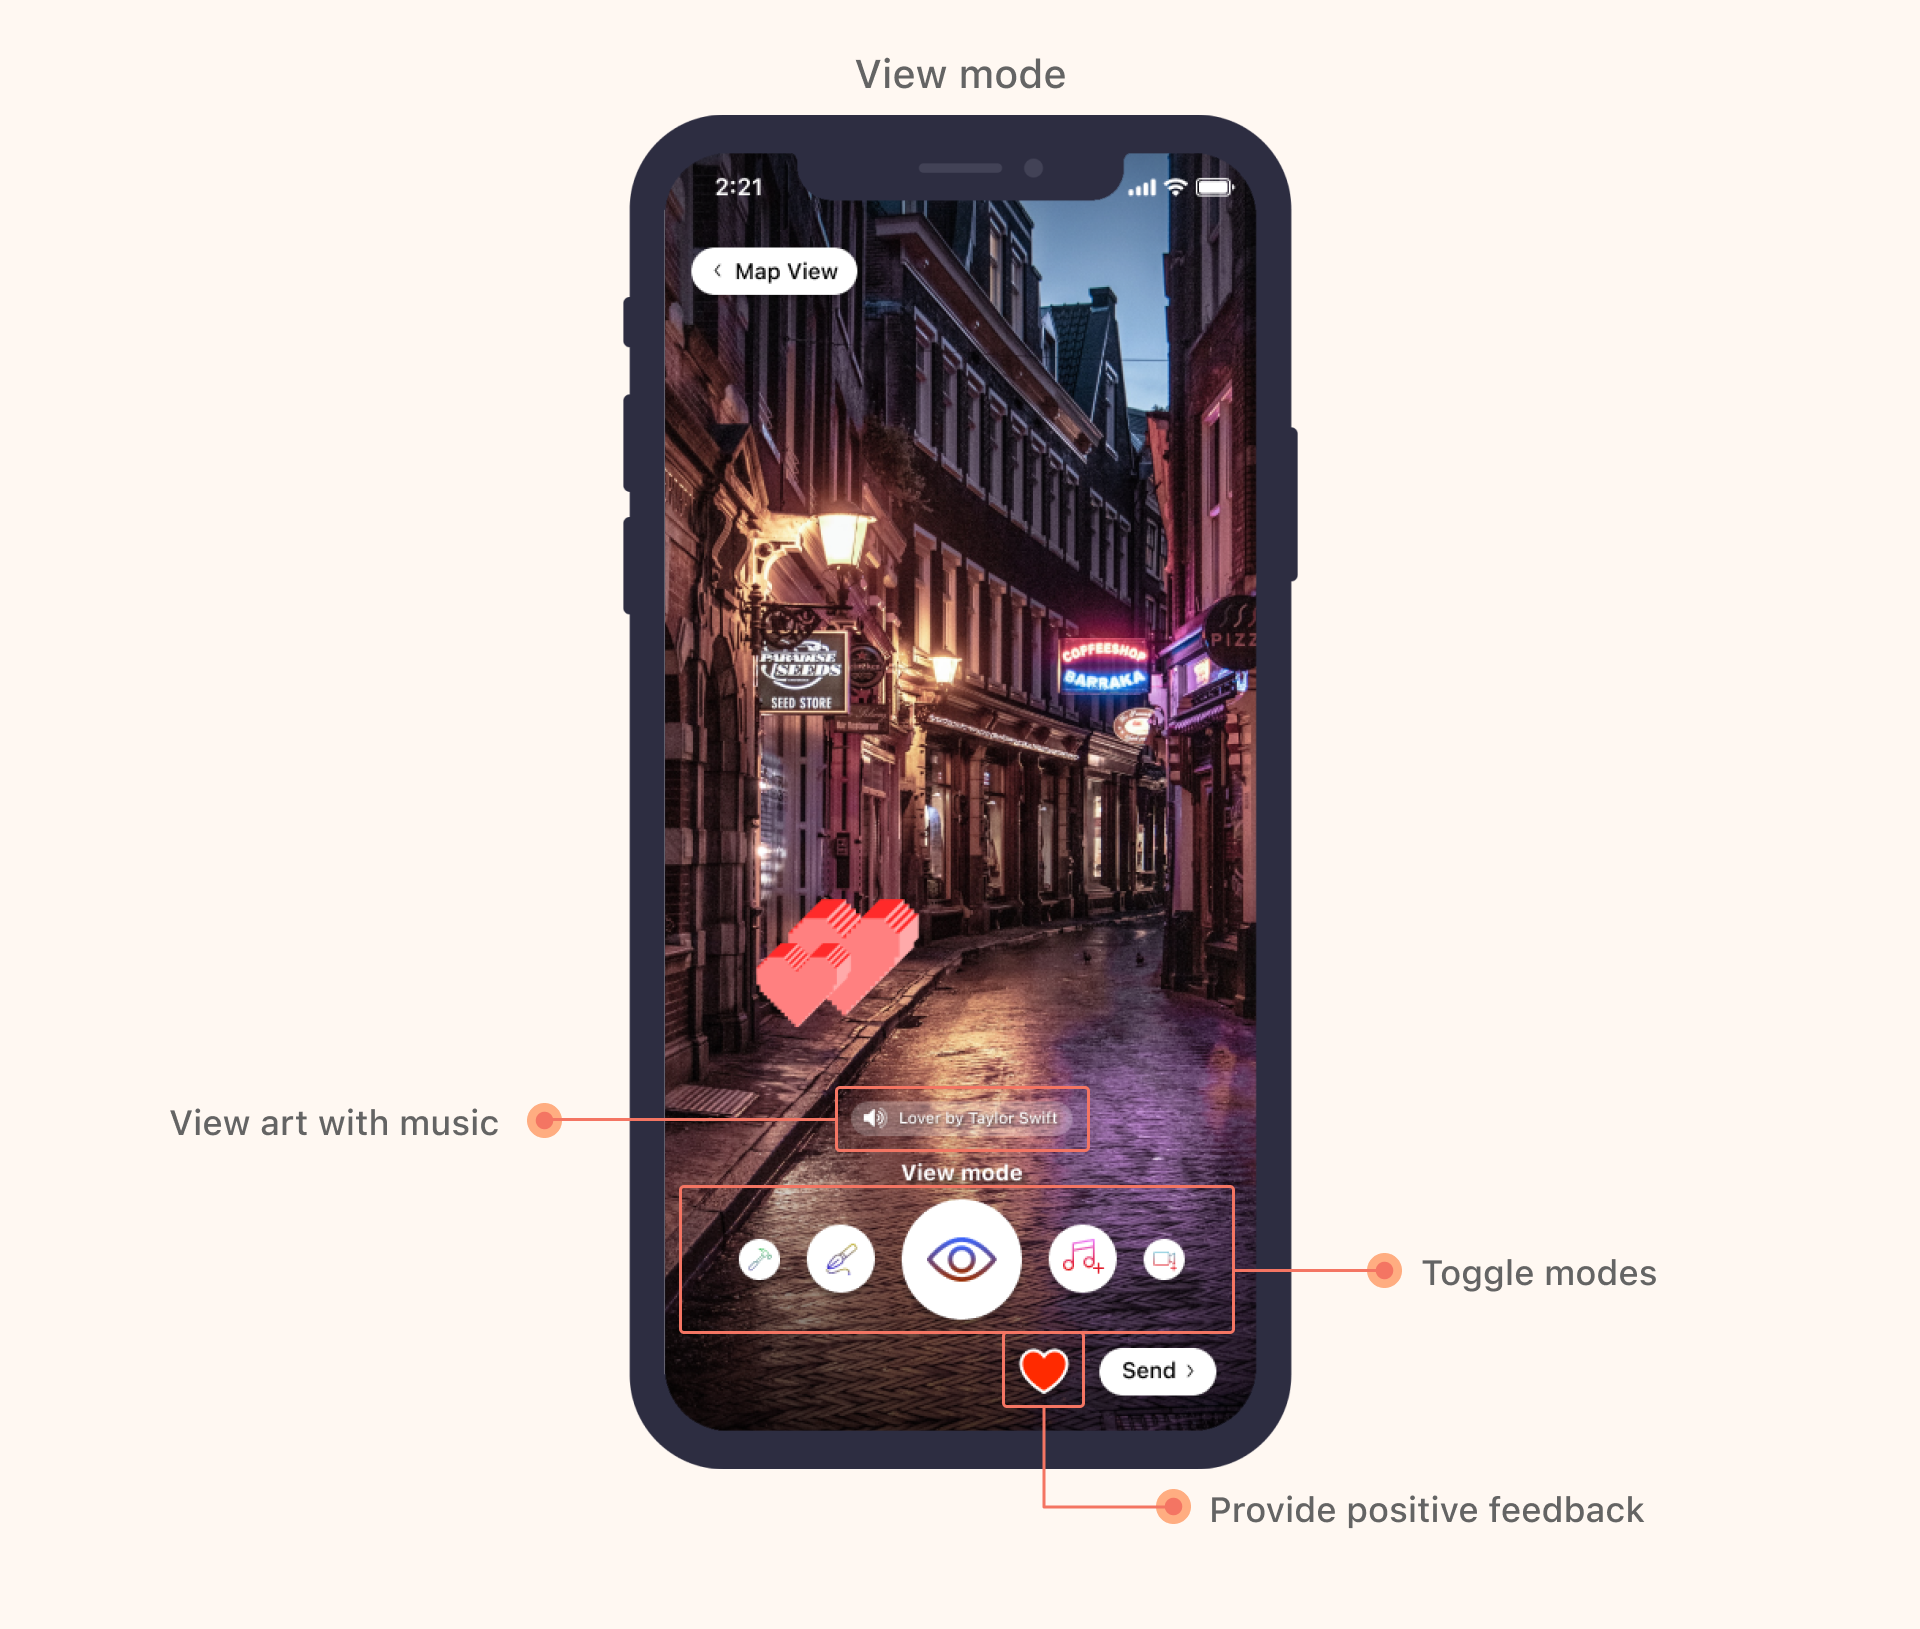 View mode
2:21
Map View
PARADISE
SEEDS
SEED STORE
COFFEESHOP
BARRAKA
PIZZ
Lover by Taylor Swift
View art with music
View mode
Toggle modes
Send
Provide positive feedback